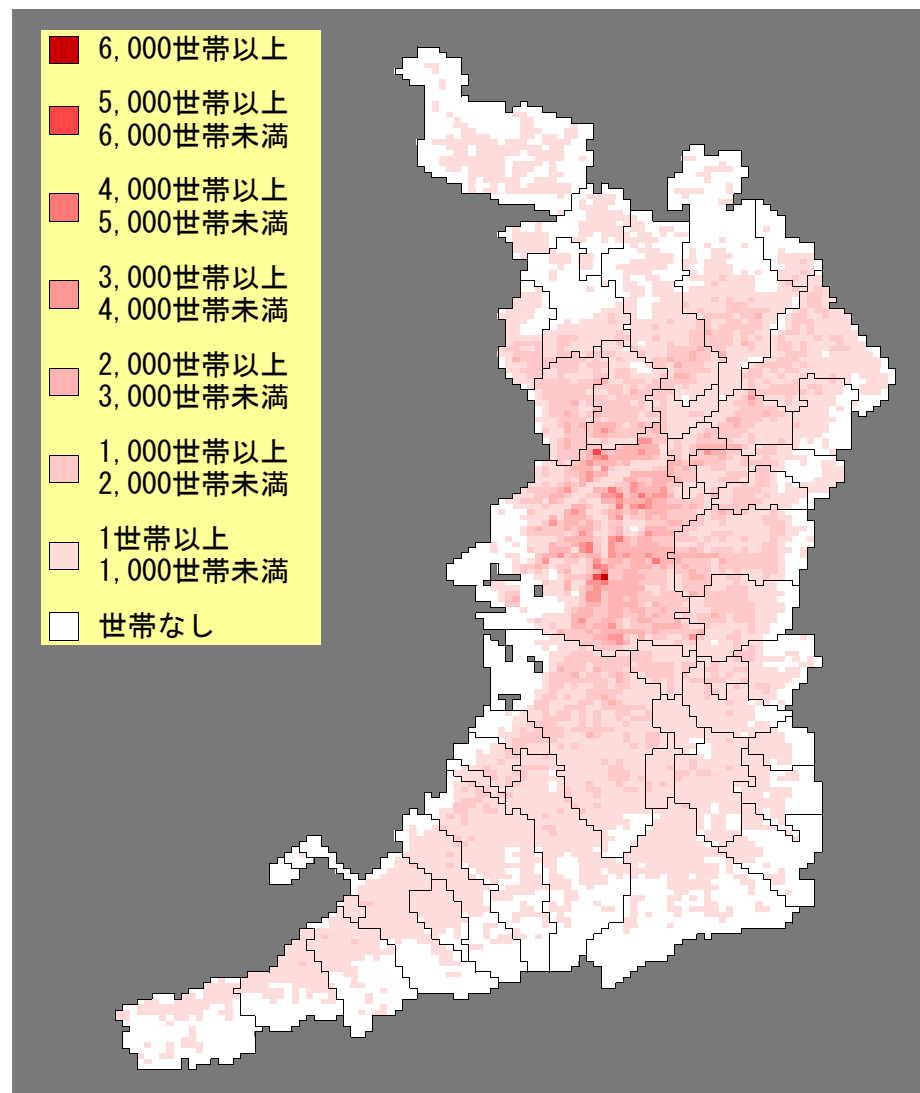 6,000世帯以上
5,000世帯以上
6,000世帯未満
4,000世帯以上
5,000世帯未満
3,000世帯以上
4,000世帯未満
2,000世帯以上
3,000世帯未満
1,000世帯以上
2,000世帯未満
1世帯以上
1,000世帯未満
世帯なし